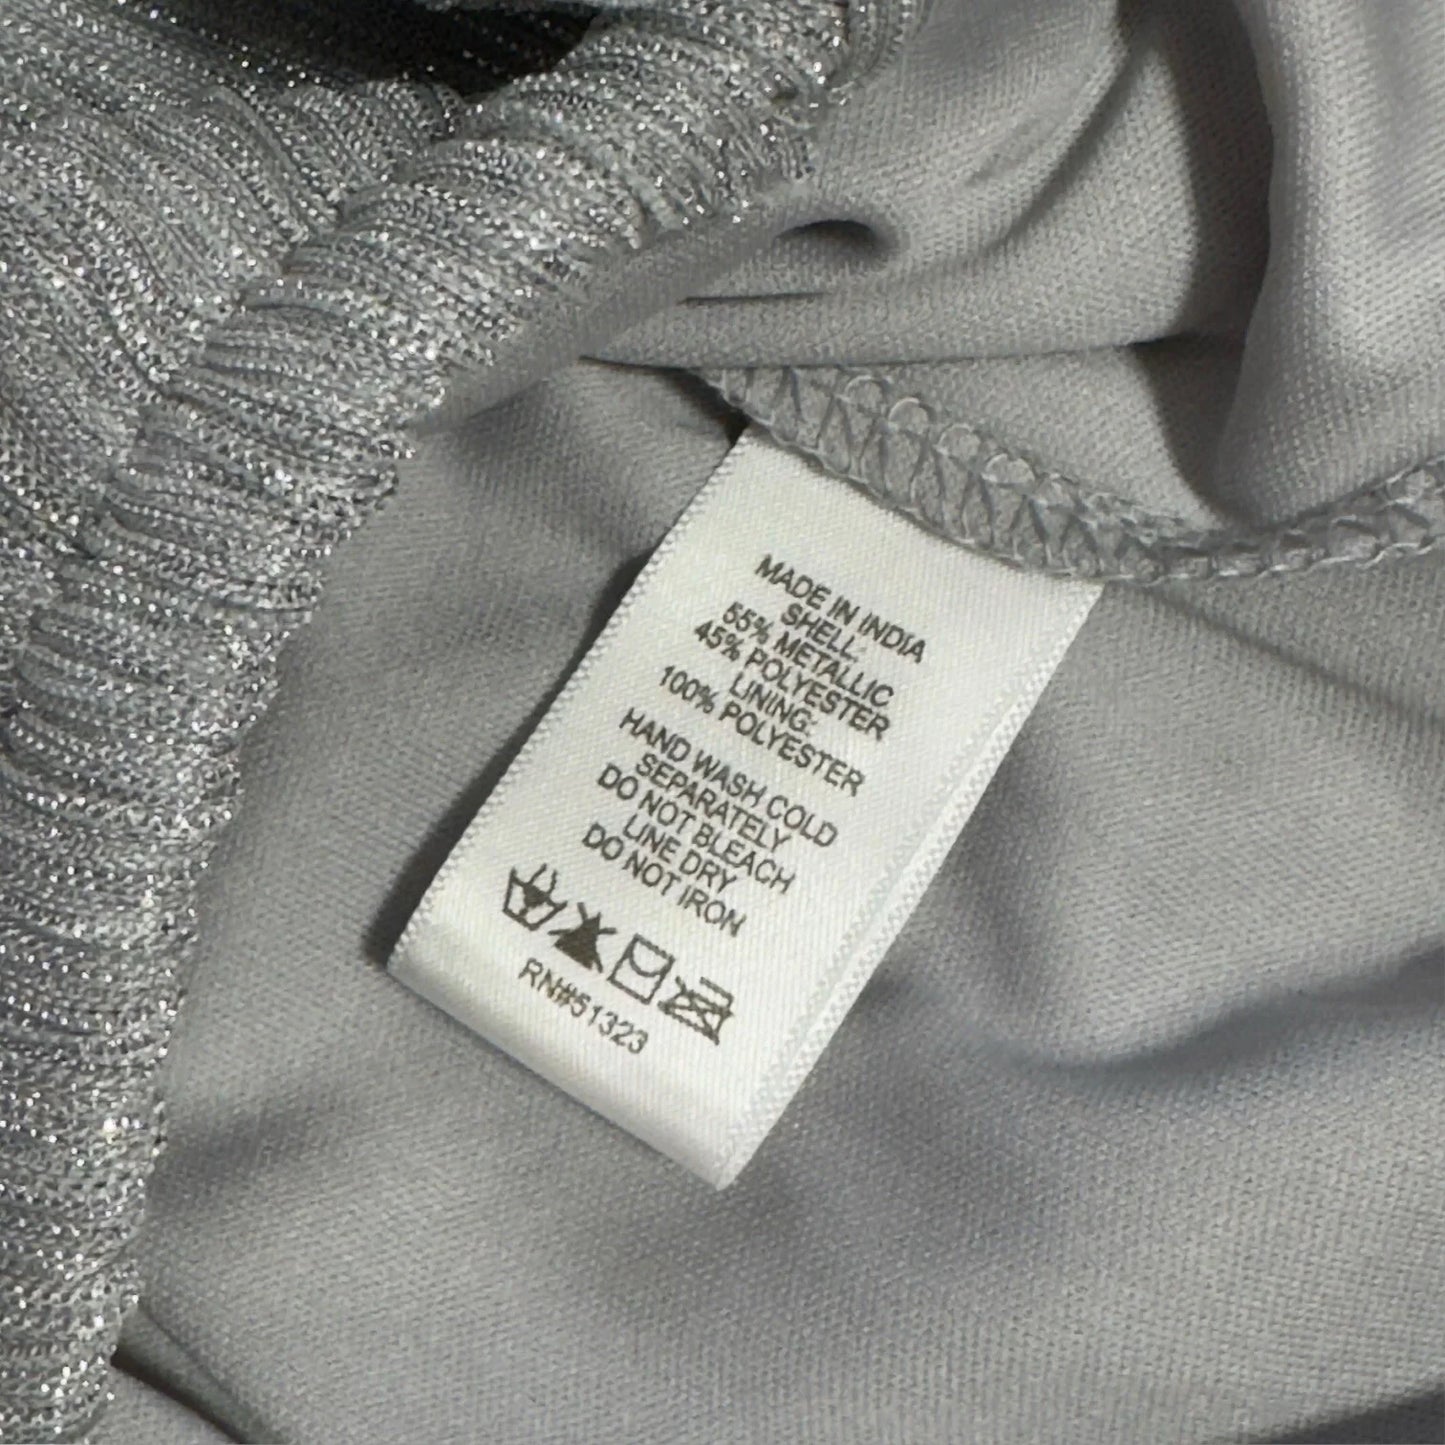 MADE IN INDIA
SHELL:
55% METALLIC
45% POLYESTER
LINING:
100% POLYESTER
HAND WASH COLD
SEPARATELY
DO NOT BLEACH
LINE DRY
DO NOT IRON
RN#51323